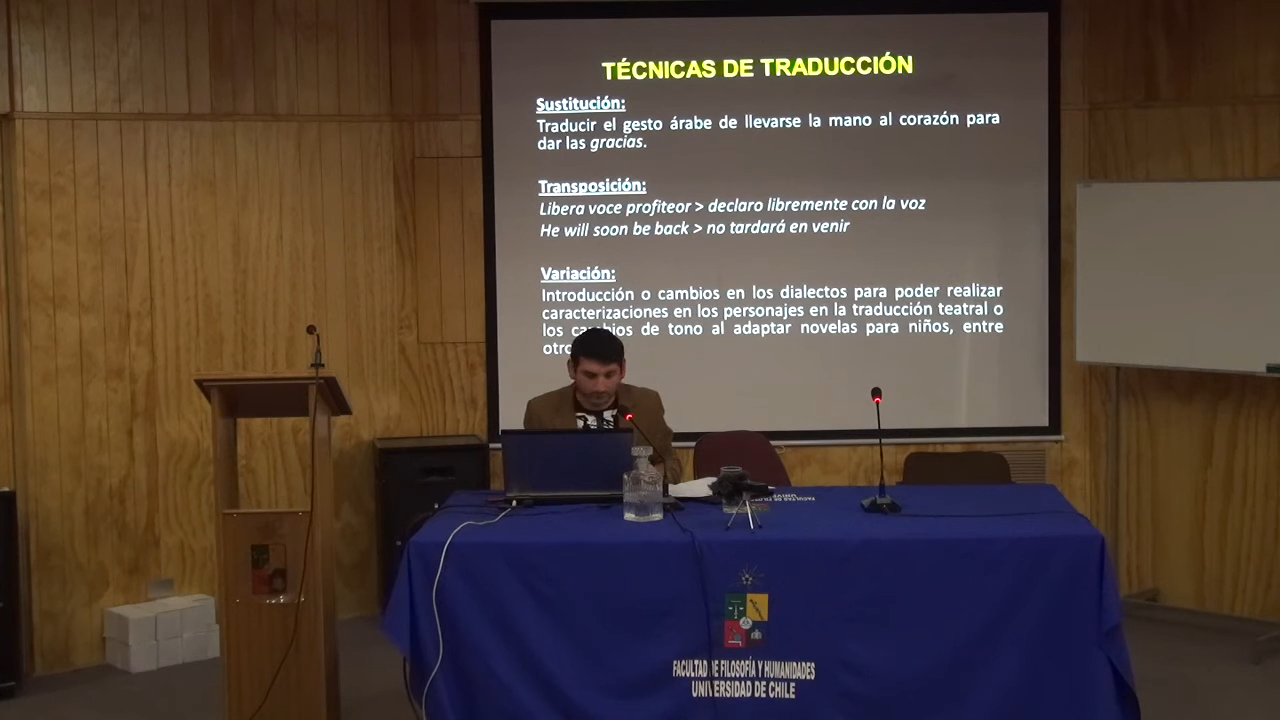 TÉCNICAS DE TRADUCCIÓN
Sustitución:
Traducir el gesto árabe de llevarse la mano al corazón para
dar las gracias.
Transposición:
Libera voce profiteor > declaro libremente con la voz
He will soon be back > no tardará en venir
Variación:
Introducción o cambios en los dialectos para poder realizar
caracterizaciones en los personajes en la traducción teatral o
los cambios de tono al adaptar novelas para niños, entre
FACULTAD DE FILOSOFÍA Y HUMANIDADES
UNIVERSIDAD DE CHILE